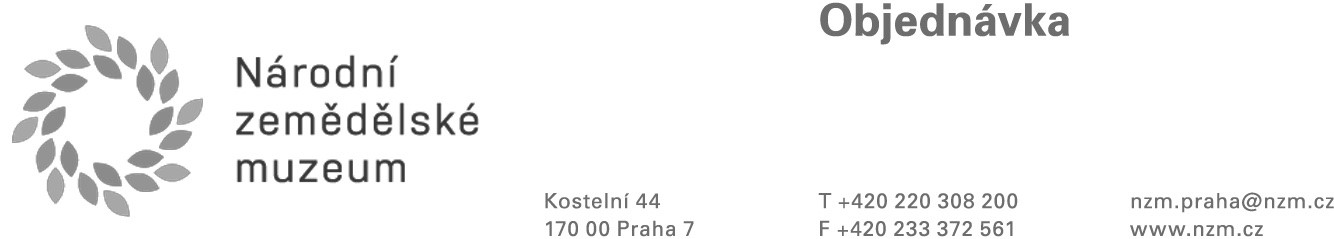 Objednávka
Národní
zemědělské
muzeum
Kostelní 44
170 00 Praha 7
T +420 220 308 200
F +420 233 372 561
nzm.praha@nzm.cz
www.nzm.cz